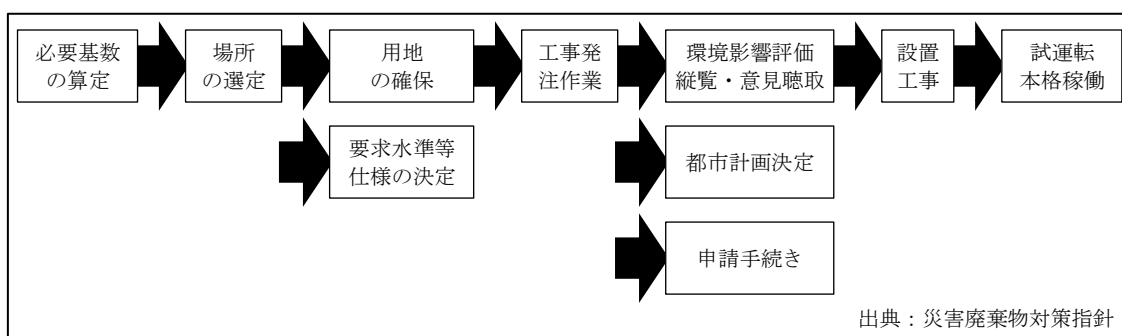 必要基数
の算定
場所
の選定
用地
の確保
工事発
注作業
環境影響評価
縦覧・意見聴取
設置
工事
試運転
本格稼働
要求水準等
仕様の決定
都市計画決定
申請手続き
出典：災害廃棄物対策指針